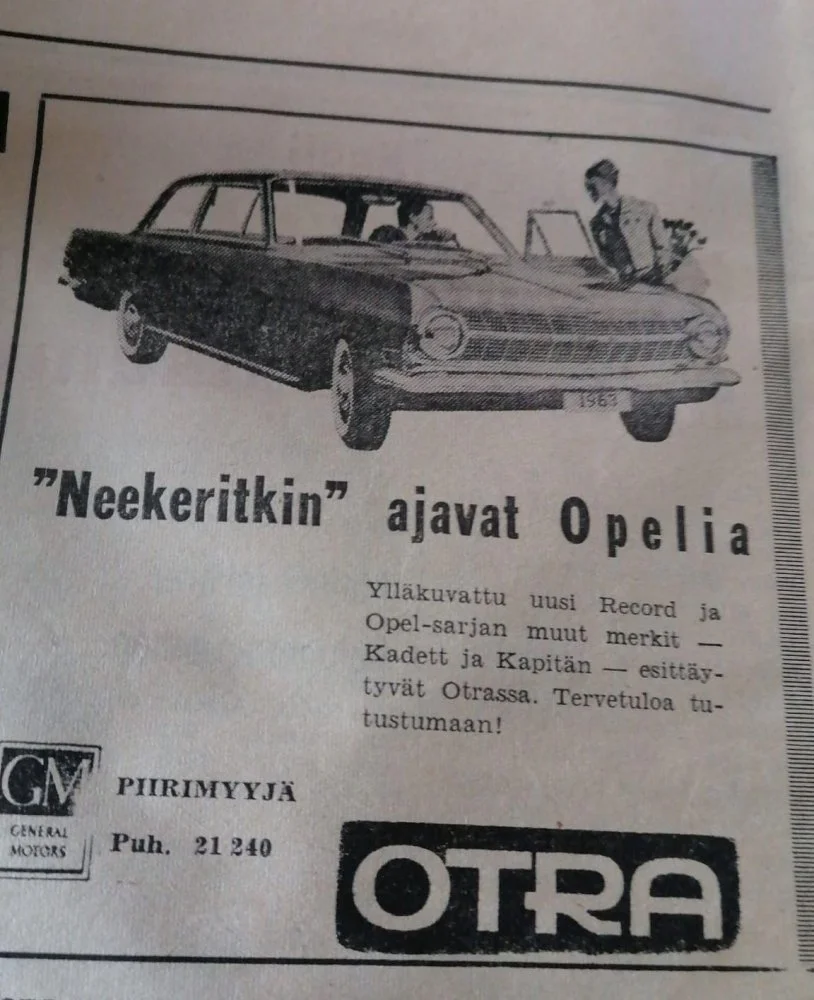 1963
”Neekeritkin” ajavat Opelia
Ylläkuvattu uusi Record ja
Opel-sarjan muut merkit —
Kadett ja Kapitän — esittäy-
tyvät Otrassa. Tervetuloa tu-
tustumaan!
GM
GENERAL
MOTORS
PIIRIMYYJÄ
Puh. 21 240
OTRA